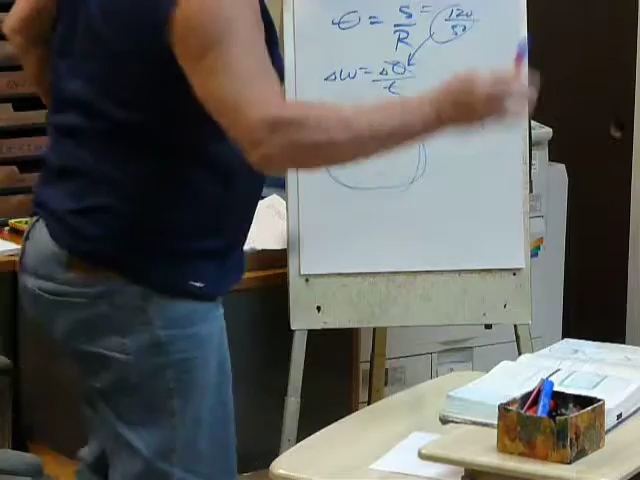 θ = S/R = 120/50
Δω = Δθ/t